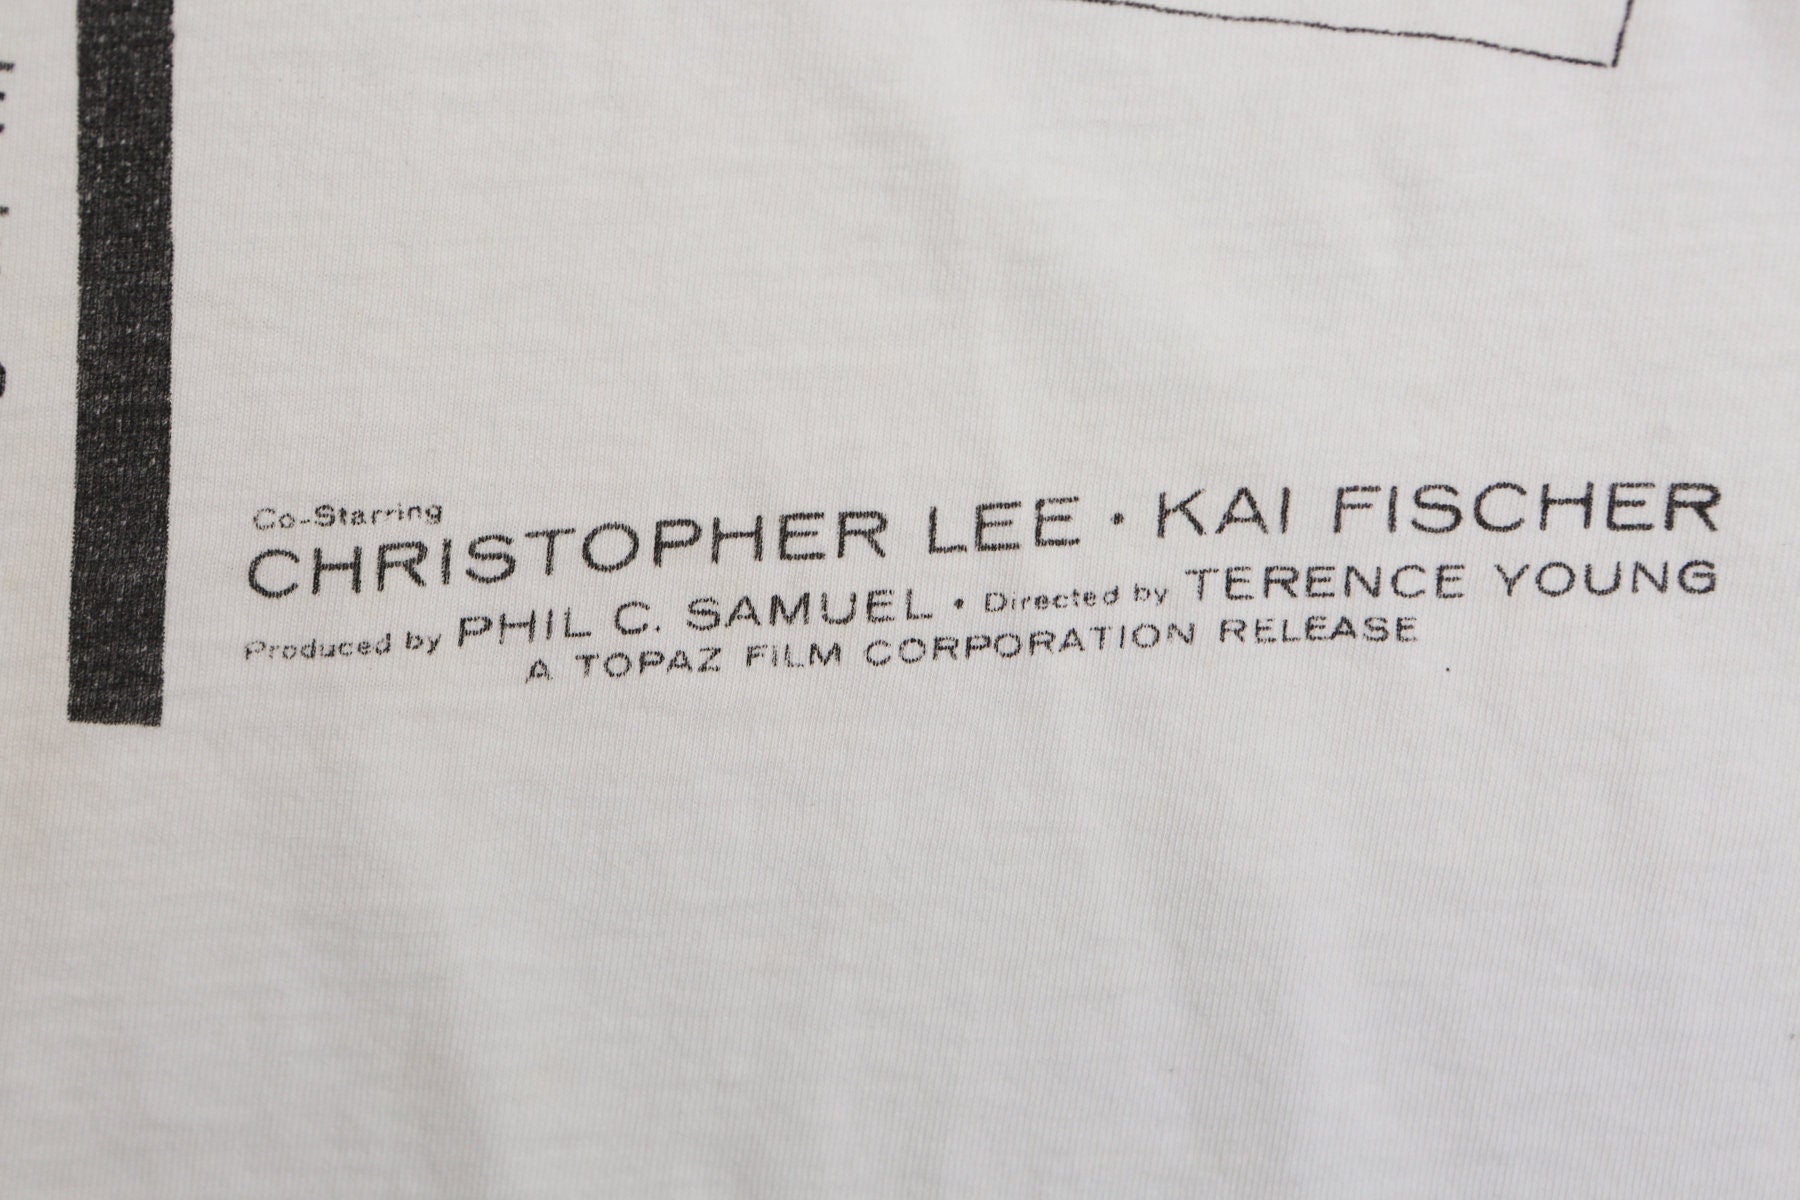 Co-Starring
CHRISTOPHER LEE · KAI FISCHER
Produced by PHIL C. SAMUEL · Directed by TERENCE YOUNG
A TOPAZ FILM CORPORATION RELEASE